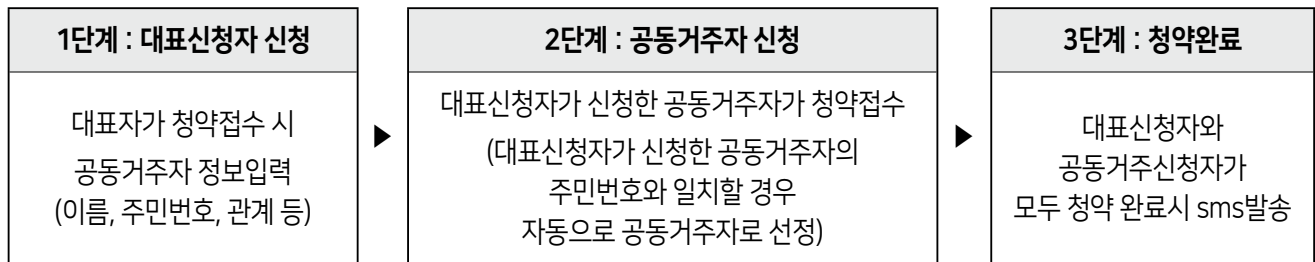 1단계 : 대표신청자 신청
대표자가 청약접수 시
공동거주자 정보입력
(이름, 주민번호, 관계 등)
▶
2단계 : 공동거주자 신청
대표신청자가 신청한 공동거주자가 청약접수
(대표신청자가 신청한 공동거주자의
주민번호와 일치할 경우
자동으로 공동거주자로 선정)
▶
3단계 : 청약완료
대표신청자와
공동거주신청자가
모두 청약 완료시 sms발송